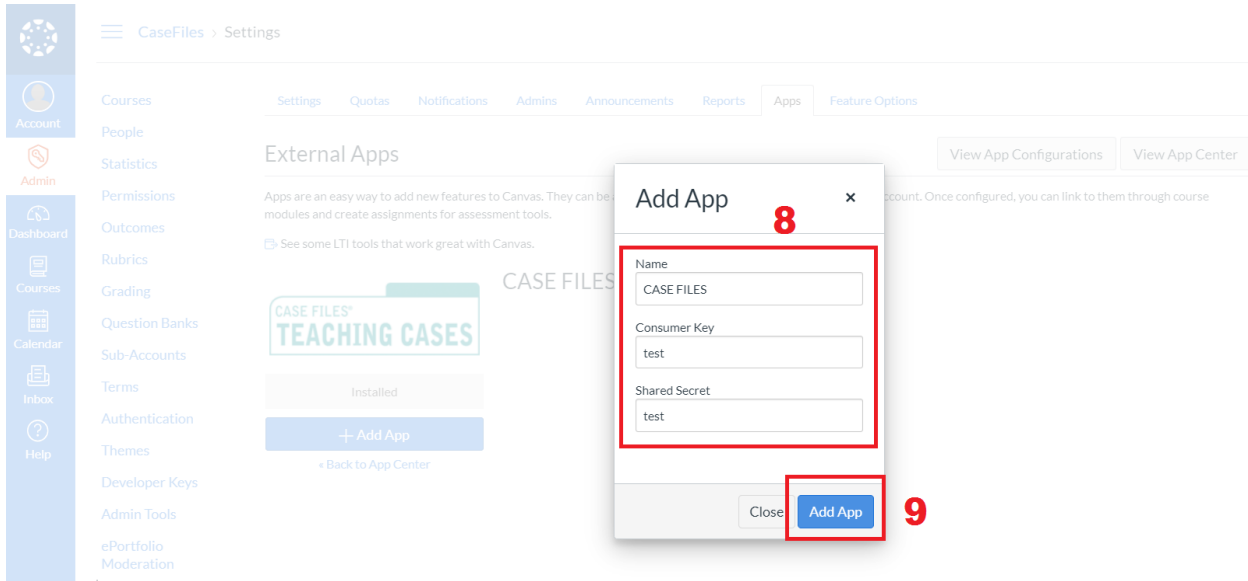 CaseFiles > Settings
Account
Admin
Dashboard
Courses
Calendar
Inbox
Help
Courses
People
Statistics
Permissions
Outcomes
Rubrics
Grading
Question Banks
Sub-Accounts
Terms
Authentication
Themes
Developer Keys
Admin Tools
ePortfolio
Moderation
Settings Quotas Notifications Admins Announcements Reports Apps Feature Options
External Apps
View App Configurations View App Center
Apps are an easy way to add new features to Canvas. They can be a ccount. Once configured, you can link to them through course
modules and create assignments for assessment tools.
See some LTI tools that work great with Canvas.
CASE FILES®
TEACHING CASES
CASE FILES
Installed
+ Add App
« Back to App Center
Add App ×
8
Name
CASE FILES
Consumer Key
test
Shared Secret
test
Close Add App
9